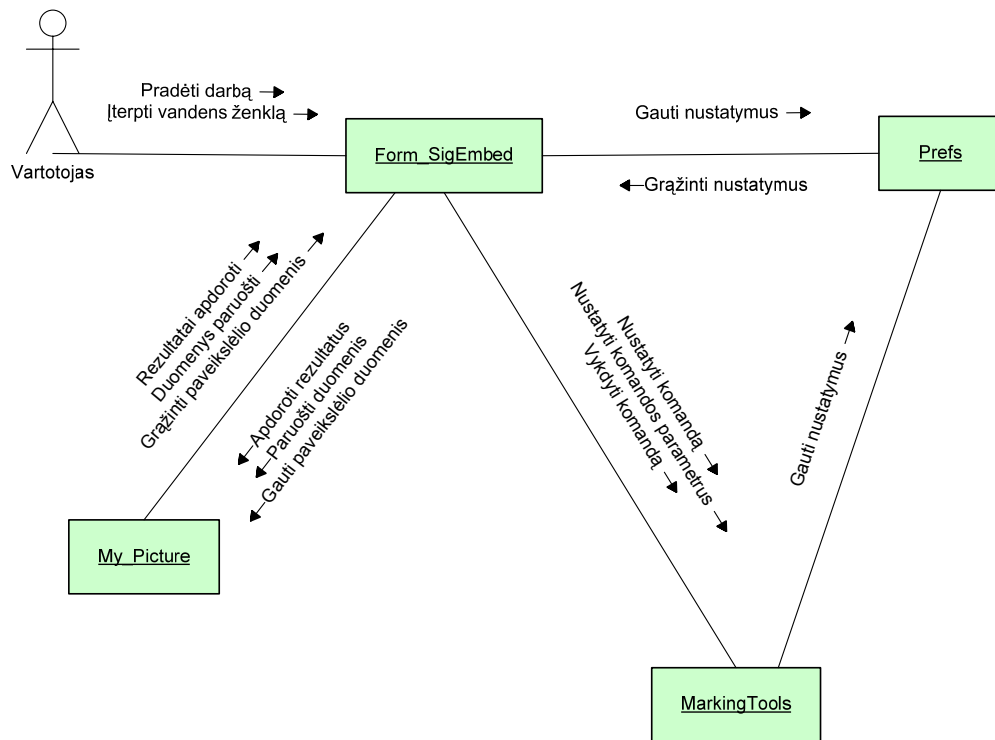 Pradėti darbą
Įterpti vandens ženklą
Gauti nustatymus
Vartotojas
Form_SigEmbed
Prefs
Grąžinti nustatymus
Rezultatai apdoroti
Duomenys paruošti
Grąžinti paveikslėlio duomenis
Apdoroti rezultatus
Paruošti duomenis
Gauti paveikslėlio duomenis
Nustatyti komandą
Nustatyti komandos parametrus
Vykdyti komandą
Gauti nustatymus
My_Picture
MarkingTools